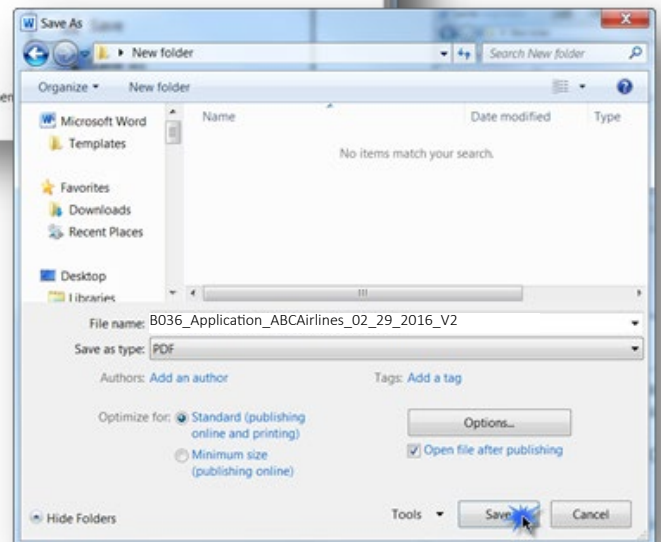 Save As
New folder
Search New folder
Organize
New folder
Microsoft Word
Templates
Favorites
Downloads
Recent Places
Desktop
Libraries
Name
Date modified
Type
No items match your search.
File name: B036_Application_ABCAirlines_02_29_2016_V2
Save as type: PDF
Authors: Add an author
Tags: Add a tag
Optimize for:
Standard (publishing
online and printing)
Minimum size
(publishing online)
Options...
Open file after publishing
Hide Folders
Tools
Save
Cancel